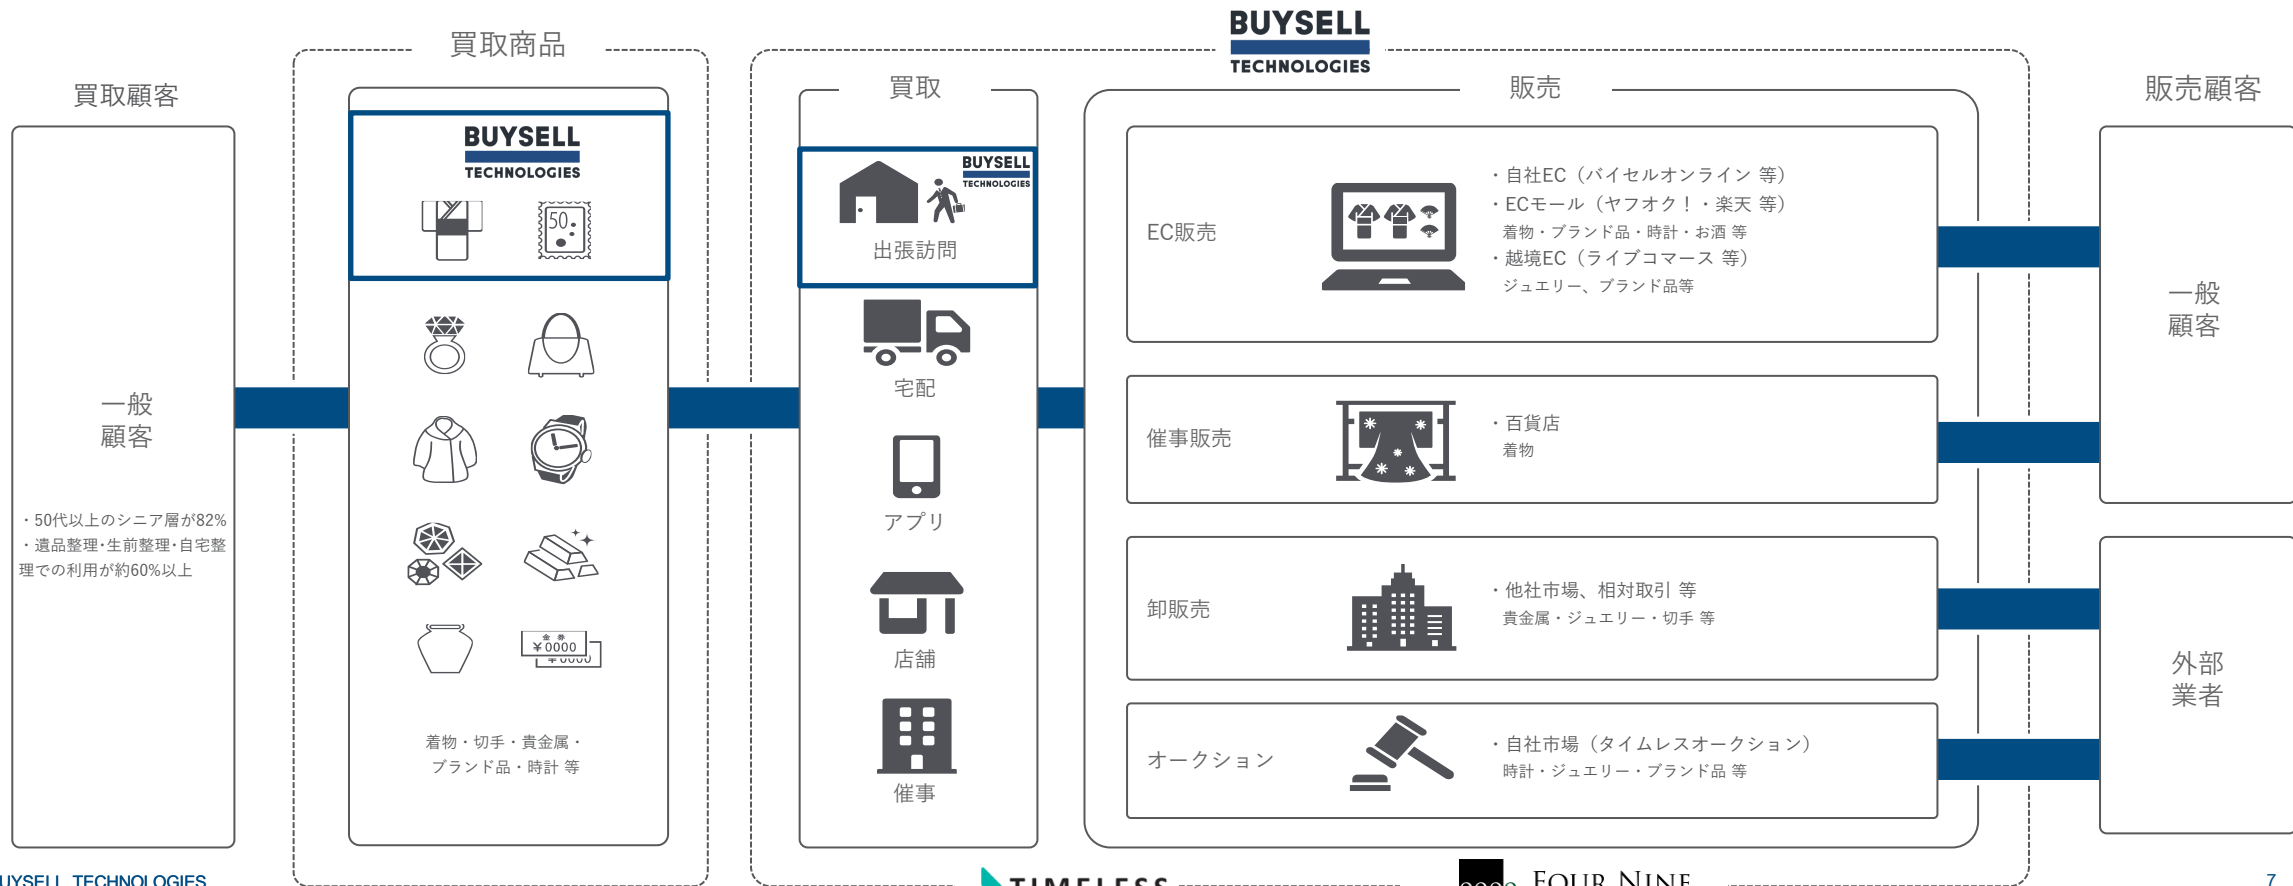 BUYSELL
TECHNOLOGIES
買取顧客
一般
顧客
・50代以上のシニア層が82%
・遺品整理・生前整理・自宅整
理での利用が約60%以上
買取商品
BUYSELL
TECHNOLOGIES
50
金 券
¥0000
¥0000
着物・切手・貴金属・
ブランド品・時計 等
買取
BUYSELL
TECHNOLOGIES
出張訪問
宅配
アプリ
店舗
催事
販売
EC販売
・自社EC（バイセルオンライン 等）
・ECモール（ヤフオク！・楽天 等）
着物・ブランド品・時計・お酒 等
・越境EC（ライブコマース 等）
ジュエリー、ブランド品等
催事販売
・百貨店
着物
卸販売
・他社市場、相対取引 等
貴金属・ジュエリー・切手 等
オークション
・自社市場（タイムレスオークション）
時計・ジュエリー・ブランド品 等
販売顧客
一般
顧客
外部
業者
BUYSELL TECHNOLOGIES
TIMELESS
9999
FOUR NINE
7